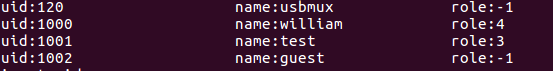 uid:120 name:usbmux role:-1
uid:1000 name:william role:4
uid:1001 name:test role:3
uid:1002 name:guest role:-1